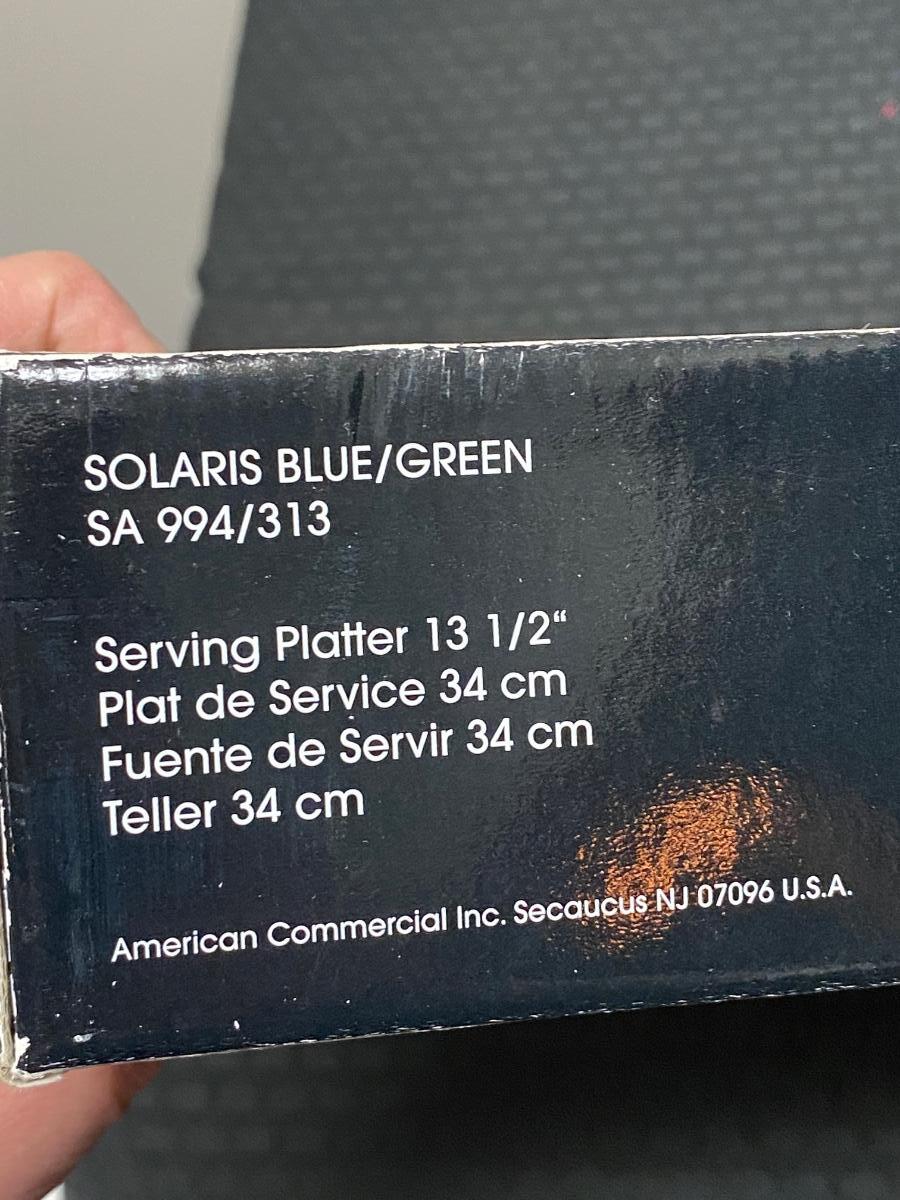 SOLARIS BLUE/GREEN
SA 994/313
Serving Platter 13 1/2“
Plat de Service 34 cm
Fuente de Servir 34 cm
Teller 34 cm
American Commercial Inc. Secaucus NJ 07096 U.S.A.